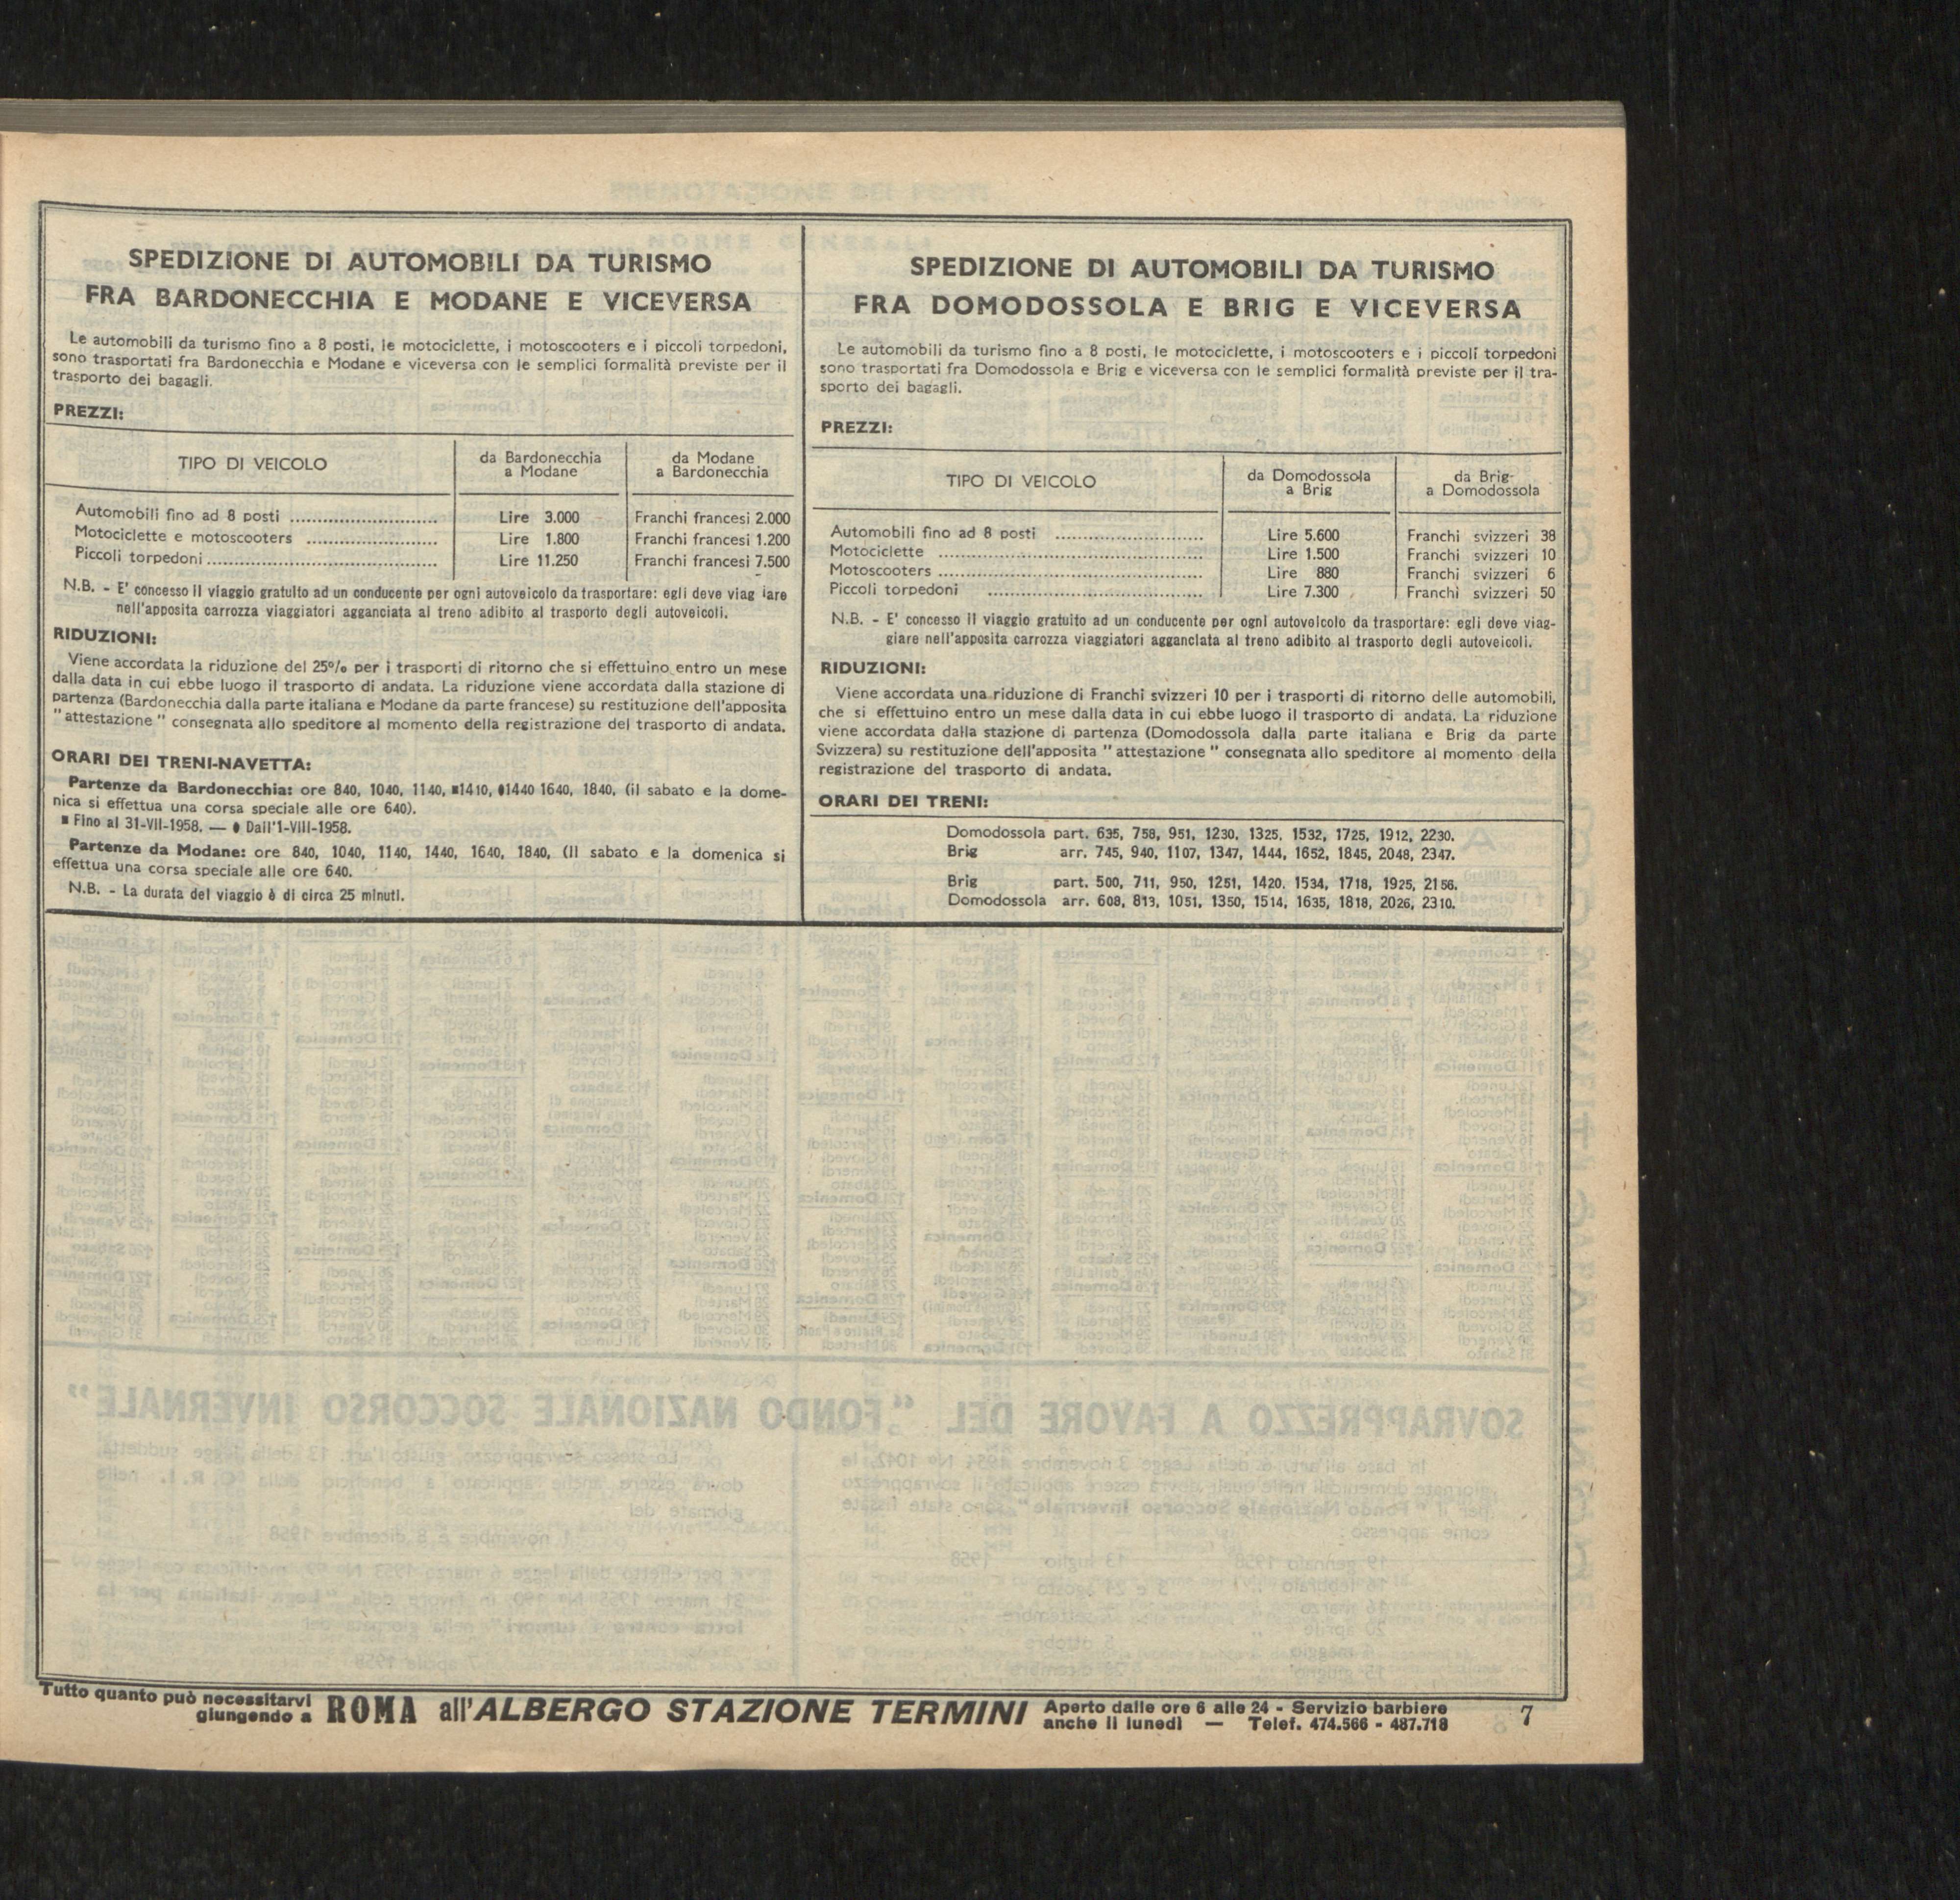 SPEDIZIONE DI AUTOMOBILI DA TURISMO
FRA BARDONECCHIA E MODANE E VICEVERSA
Le automobili da turismo fino a 8 posti, le motociclette, i motoscooters e i piccoli torpedoni,
sono trasportati fra Bardonecchia e Modane e viceversa con le semplici formalità previste per il
trasporto dei bagagli.
PREZZI:
TIPO DI VEICOLO | da Bardonecchia a Modane | da Modane a Bardonecchia
Automobili fino ad 8 posti .......................... Lire 3.000 Franchi francesi 2.000
Motociclette e motoscooters ....................... Lire 1.800 Franchi francesi 1.200
Piccoli torpedoni......................................... Lire 11.250 Franchi francesi 7.500
N.B. - E' concesso il viaggio gratuito ad un conducente per ogni autoveicolo da trasportare: egli deve viag iare
nell'apposita carrozza viaggiatori agganciata al treno adibito al trasporto degli autoveicoli.
RIDUZIONI:
Viene accordata la riduzione del 25% per i trasporti di ritorno che si effettuino entro un mese
dalla data in cui ebbe luogo il trasporto di andata. La riduzione viene accordata dalla stazione di
partenza (Bardonecchia dalla parte italiana e Modane da parte francese) su restituzione dell'apposita
"attestazione" consegnata allo speditore al momento della registrazione del trasporto di andata.
ORARI DEI TRENI-NAVETTA:
Partenze da Bardonecchia: ore 840, 1040, 1140, ■1410, ♦1440 1640, 1840, (il sabato e la dome-
nica si effettua una corsa speciale alle ore 640).
■ Fino al 31-VII-1958. — ♦ Dall'1-VIII-1958.
Partenze da Modane: ore 840, 1040, 1140, 1440, 1640, 1840, (Il sabato e la domenica si
effettua una corsa speciale alle ore 640.
N.B. - La durata del viaggio è di circa 25 minuti.
SPEDIZIONE DI AUTOMOBILI DA TURISMO
FRA DOMODOSSOLA E BRIG E VICEVERSA
Le automobili da turismo fino a 8 posti, le motociclette, i motoscooters e i piccoli torpedoni
sono trasportati fra Domodossola e Brig e viceversa con le semplici formalità previste per il tra-
sporto dei bagagli.
PREZZI:
TIPO DI VEICOLO | da Domodossola a Brig | da Brig a Domodossola
Automobili fino ad 8 posti .......................... Lire 5.600 Franchi svizzeri 38
Motociclette .............................................. Lire 1.500 Franchi svizzeri 10
Motoscooters .............................................. Lire 880 Franchi svizzeri 6
Piccoli torpedoni ...................................... Lire 7.300 Franchi svizzeri 50
N.B. - E' concesso il viaggio gratuito ad un conducente per ogni autoveicolo da trasportare: egli deve viag-
giare nell'apposita carrozza viaggiatori agganciata al treno adibito al trasporto degli autoveicoli.
RIDUZIONI:
Viene accordata una riduzione di Franchi svizzeri 10 per i trasporti di ritorno delle automobili,
che si effettuino entro un mese dalla data in cui ebbe luogo il trasporto di andata. La riduzione
viene accordata dalla stazione di partenza (Domodossola dalla parte italiana e Brig da parte
Svizzera) su restituzione dell'apposita "attestazione" consegnata allo speditore al momento della
registrazione del trasporto di andata.
ORARI DEI TRENI:
Domodossola part. 635, 758, 951, 1230, 1325, 1532, 1725, 1912, 2230.
Brig arr. 745, 940, 1107, 1347, 1444, 1652, 1845, 2048, 2347.
Brig part. 500, 711, 950, 1251, 1420, 1534, 1718, 1925, 2156.
Domodossola arr. 608, 813, 1051, 1350, 1514, 1635, 1818, 2026, 2310.
Tutto quanto può necessitarvi
giungendo a ROMA all'ALBERGO STAZIONE TERMINI
Aperto dalle ore 6 alle 24 - Servizio barbiere
anche il lunedì — Telef. 474.566 - 487.718
7